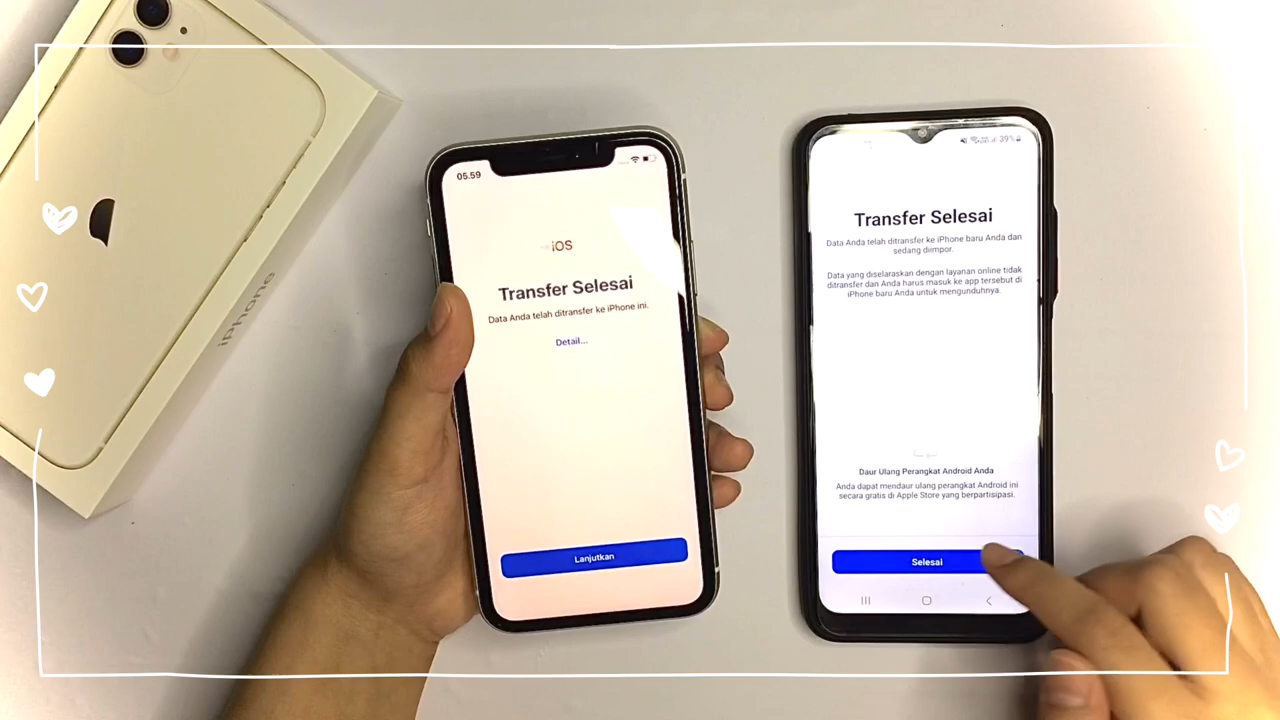 iPhone
05.59
iOS
Transfer Selesai
Data Anda telah ditransfer ke iPhone ini.
Detail...
Lanjutkan
39%
Transfer Selesai
Data Anda telah ditransfer ke iPhone baru Anda dan
sedang diimpor.
Data yang diselaraskan dengan layanan online tidak
ditransfer dan Anda harus masuk ke app tersebut di
iPhone baru Anda untuk mengunduhnya.
Daur Ulang Perangkat Android Anda
Anda dapat mendaur ulang perangkat Android ini
secara gratis di Apple Store yang berpartisipasi.
Selesai